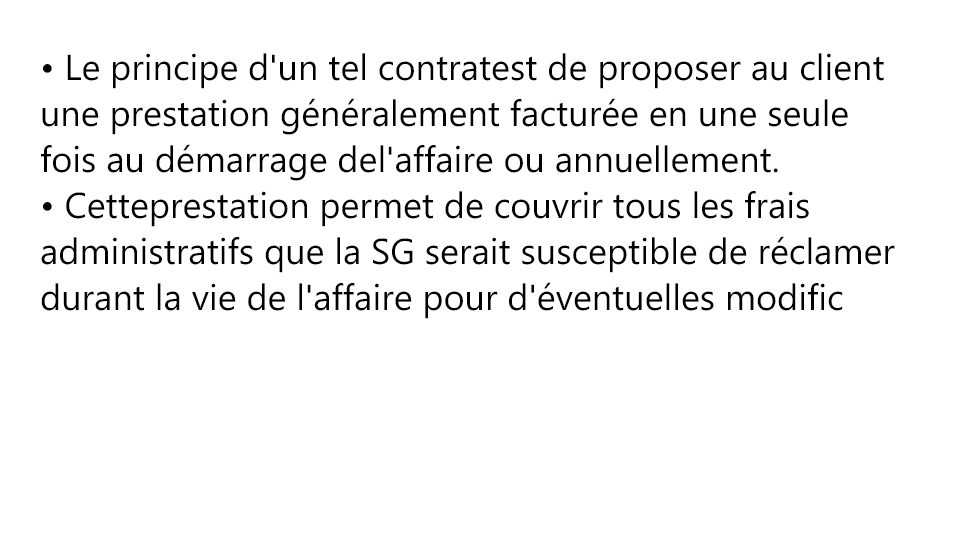 • Le principe d'un tel contratest de proposer au client
une prestation généralement facturée en une seule
fois au démarrage del'affaire ou annuellement.
• Cetteprestation permet de couvrir tous les frais
administratifs que la SG serait susceptible de réclamer
durant la vie de l'affaire pour d'éventuelles modific